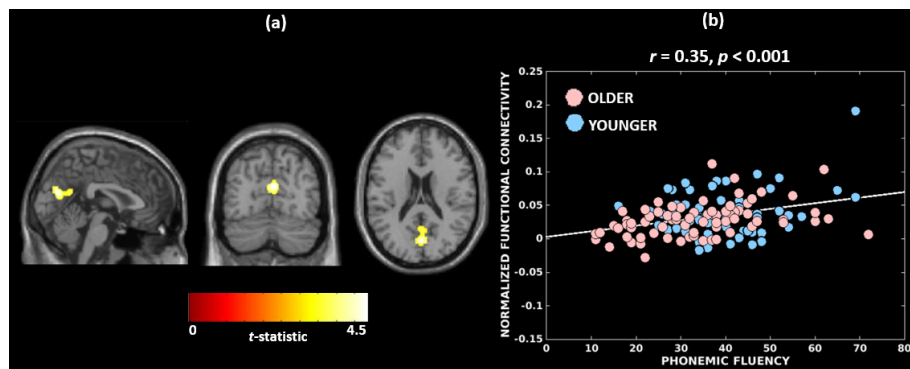 (a)
0
4.5
t-statistic
(b)
r = 0.35, p < 0.001
NORMALIZED FUNCTIONAL CONNECTIVITY
0.25
0.2
0.15
0.1
0.05
0
-0.05
-0.1
-0.15
OLDER
YOUNGER
0 10 20 30 40 50 60 70 80
PHONEMIC FLUENCY